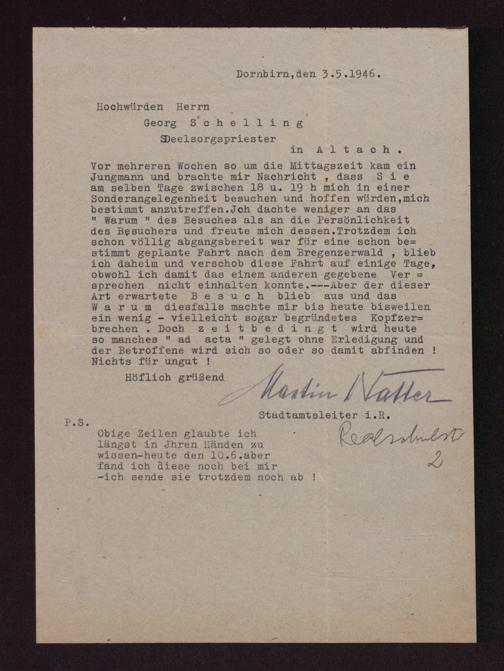 Dornbirn,den 3.5.1946.
Hochwürden Herrn
Georg S c h e l l i n g
Seelsorgspriester
in A l t a c h .
Vor mehreren Wochen so um die Mittagszeit kam ein
Jungmann und brachte mir Nachricht , dass S i e
am selben Tage zwischen 18 u. 19 h mich in einer
Sonderangelegenheit besuchen und hoffen würden,mich
bestimmt anzutreffen.Jch dachte weniger an das
" Warum " des Besuches als an die Persönlichkeit
des Besuchers und freute mich dessen.Trotzdem ich
schon völlig abgangsbereit war für eine schon be=
stimmt geplante Fahrt nach dem Bregenzerwald , blieb
ich daheim und verschob diese Fahrt auf einige Tage,
obwohl ich damit das einem anderen gegebene Ver =
sprechen nicht einhalten konnte.---Aber der dieser
Art erwartete B e s u c h blieb aus und das
W a r u m diesfalls machte mir bis heute bisweilen
ein wenig - vielleicht sogar begründetes Kopfzer=
brechen . Doch z e i t b e d i n g t wird heute
so manches " ad acta " gelegt ohne Erledigung und
der Betroffene wird sich so oder so damit abfinden !
Nichts für ungut !
Höflich grüßend
Martin Natter
Stadtamtsleiter i.R.
P.S.
Obige Zeilen glaubte ich
längst in Jhren Händen zu
wissen-heute den 10.6.aber
fand ich diese noch bei mir
-ich sende sie trotzdem noch ab !
2